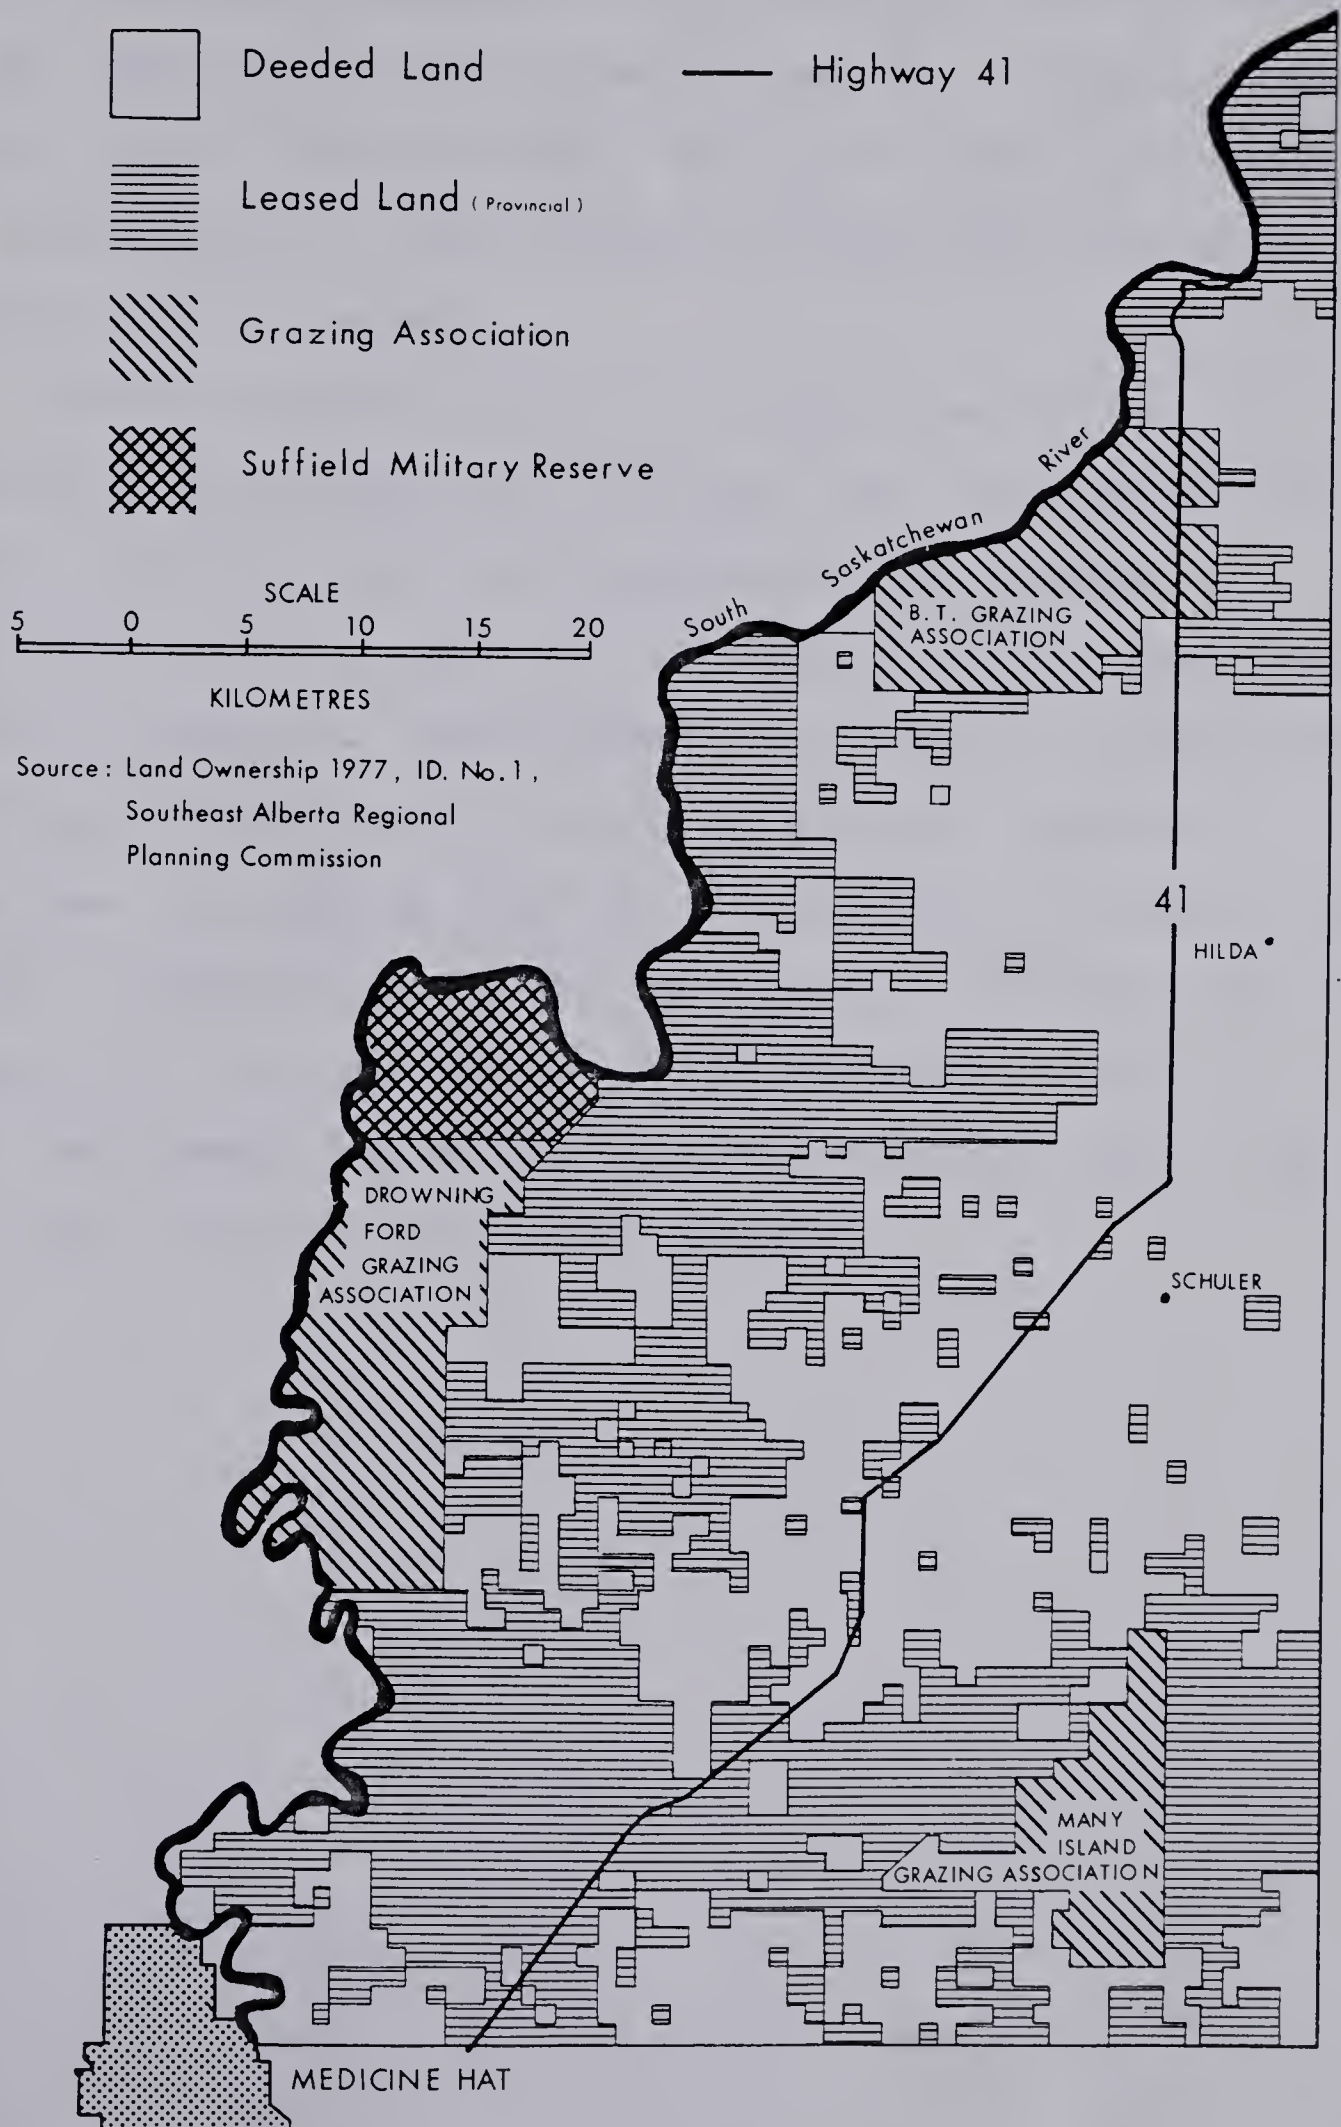 Deeded Land
Highway 41
Leased Land ( Provincial )
Grazing Association
Suffield Military Reserve
SCALE
5 0 5 10 15 20
KILOMETRES
Source : Land Ownership 1977 , ID. No. 1 ,
Southeast Alberta Regional
Planning Commission
South Saskatchewan River
B. T. GRAZING
ASSOCIATION
41
HILDA
DROWNING
FORD
GRAZING
ASSOCIATION
SCHULER
MANY
ISLAND
GRAZING ASSOCIATION
MEDICINE HAT